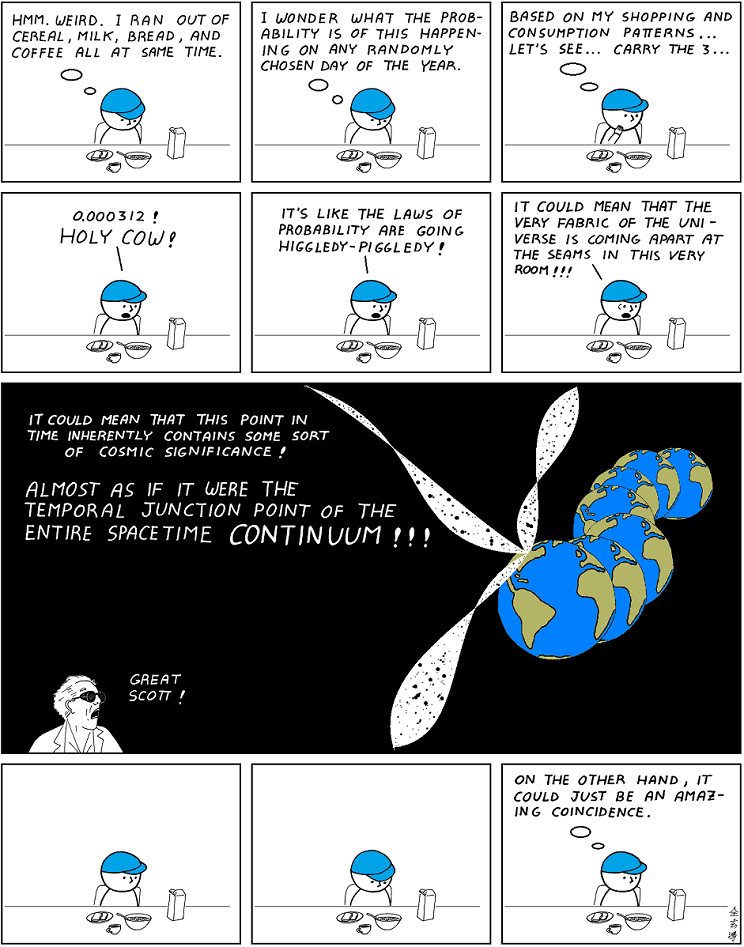 HMM. WEIRD. I RAN OUT OF
CEREAL, MILK, BREAD, AND
COFFEE ALL AT SAME TIME.
I WONDER WHAT THE PROB-
ABILITY IS OF THIS HAPPEN-
ING ON ANY RANDOMLY
CHOSEN DAY OF THE YEAR.
BASED ON MY SHOPPING AND
CONSUMPTION PATTERNS...
LET'S SEE... CARRY THE 3...
0.000312!
HOLY COW!
IT'S LIKE THE LAWS OF
PROBABILITY ARE GOING
HIGGLEDY-PIGGLEDY!
IT COULD MEAN THAT THE
VERY FABRIC OF THE UNI-
VERSE IS COMING APART AT
THE SEAMS IN THIS VERY
ROOM!!!
IT COULD MEAN THAT THIS POINT IN
TIME INHERENTLY CONTAINS SOME SORT
OF COSMIC SIGNIFICANCE!
ALMOST AS IF IT WERE THE
TEMPORAL JUNCTION POINT OF THE
ENTIRE SPACETIME CONTINUUM!!!
GREAT
SCOTT!
ON THE OTHER HAND, IT
COULD JUST BE AN AMAZ-
ING COINCIDENCE.